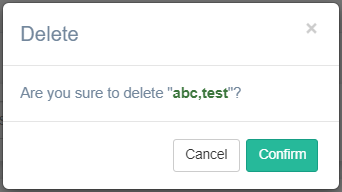 Delete
×
Are you sure to delete "abc,test"?
Cancel Confirm